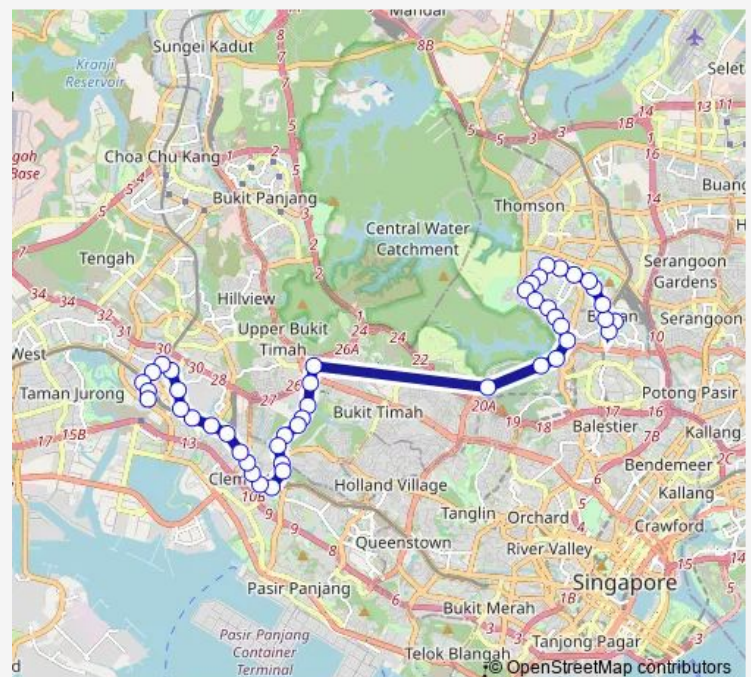 Mandai
8B
Sungei Kadut
Kranji
Reservoir
Selet
Choa Chu Kang
Bukit Panjang
Thomson
Buang
Central Water
Catchment
Tengah
Serangoon
Gardens
Hillview
Upper Bukit
Timah
Serangoon
West
Taman Jurong
Bukit Timah
Potong Pasir
Balestier
Kallang
Bendemeer
Clem
Holland Village
Kallang
Tanglin
Orchard
Crawford
Queenstown
River Valley
Singapore
Pasir Panjang
Bukit Merah
Tanjong Pagar
Pasir Panjang
Container
Terminal
Telok Blangah
© OpenStreetMap contributors